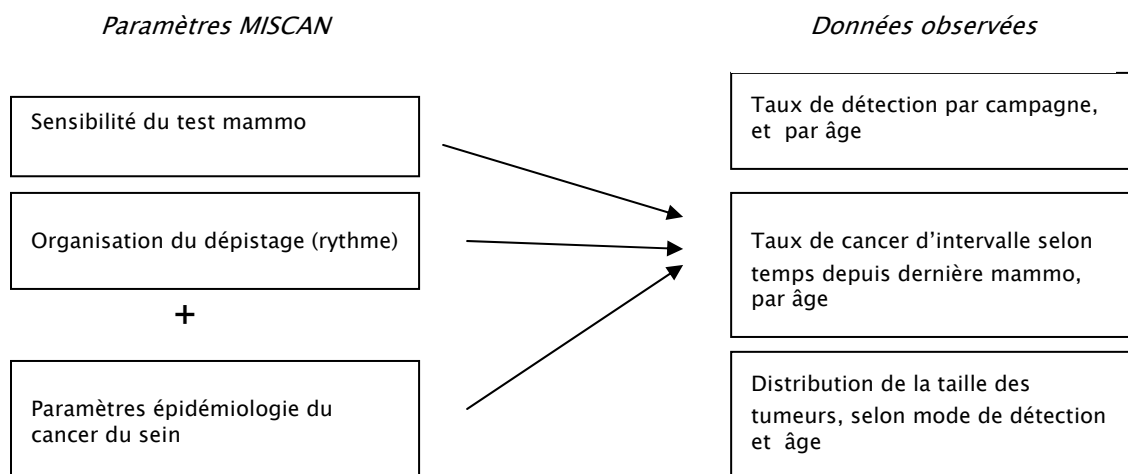 Paramètres MISCAN
Données observées
Sensibilité du test mammo
Organisation du dépistage (rythme)
+
Paramètres épidémiologie du
cancer du sein
Taux de détection par campagne,
et par âge
Taux de cancer d'intervalle selon
temps depuis dernière mammo,
par âge
Distribution de la taille des
tumeurs, selon mode de détection
et âge